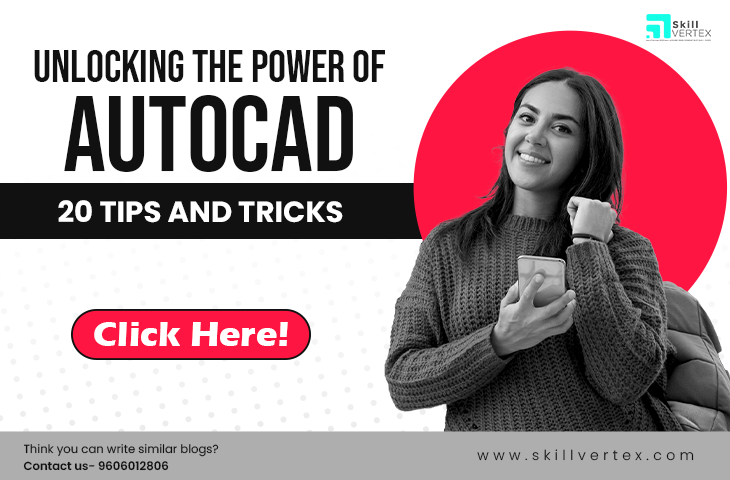 Skill
VERTEX
UNLOCKING THE POWER OF
AUTOCAD
20 TIPS AND TRICKS
Click Here!
Think you can write similar blogs?
Contact us- 9606012806
www.skillvertex.com